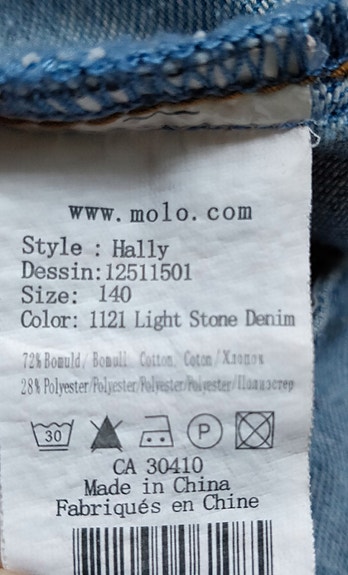 www.molo.com
Style : Hally
Dessin:12511501
Size: 140
Color: 1121 Light Stone Denim
72% Bomuld/ Bomull, Cotton, Coton/Хлопок
28% Polyester/Polyester/Polyester/Polyester/Полиэстер
30
P
CA 30410
Made in China
Fabriqués en Chine